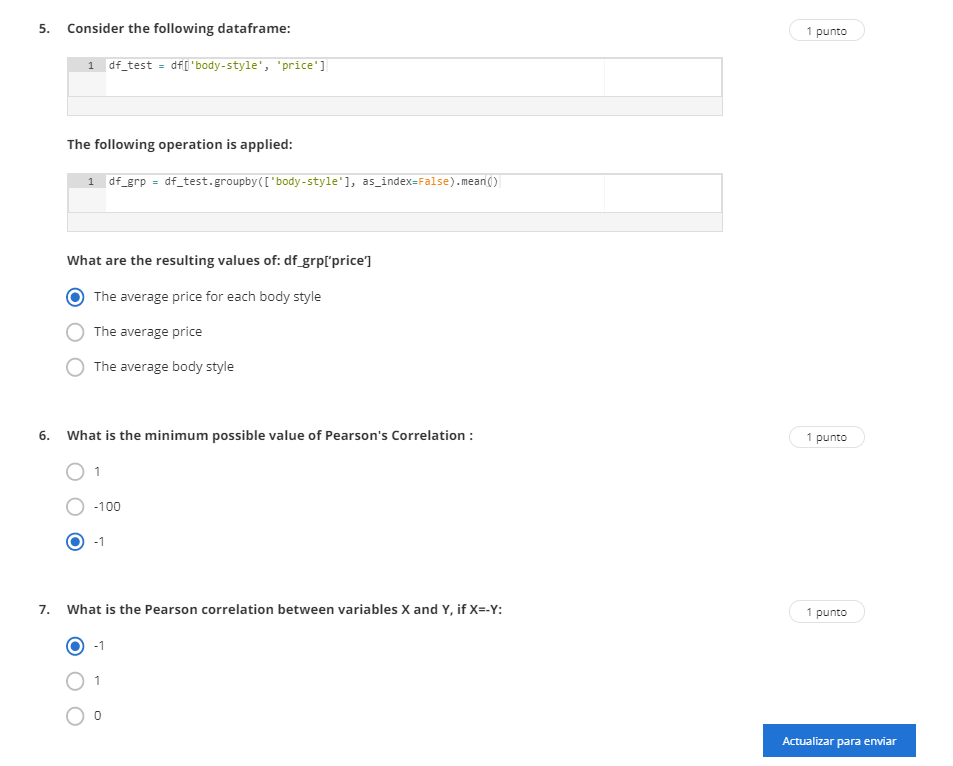 5. Consider the following dataframe:
1 punto
1 df_test = df['body-style', 'price']
The following operation is applied:
1 df_grp = df_test.groupby(['body-style'], as_index=False).mean()
What are the resulting values of: df_grp['price']
The average price for each body style
The average price
The average body style
6. What is the minimum possible value of Pearson's Correlation :
1 punto
1
-100
-1
7. What is the Pearson correlation between variables X and Y, if X=-Y:
1 punto
-1
1
0
Actualizar para enviar